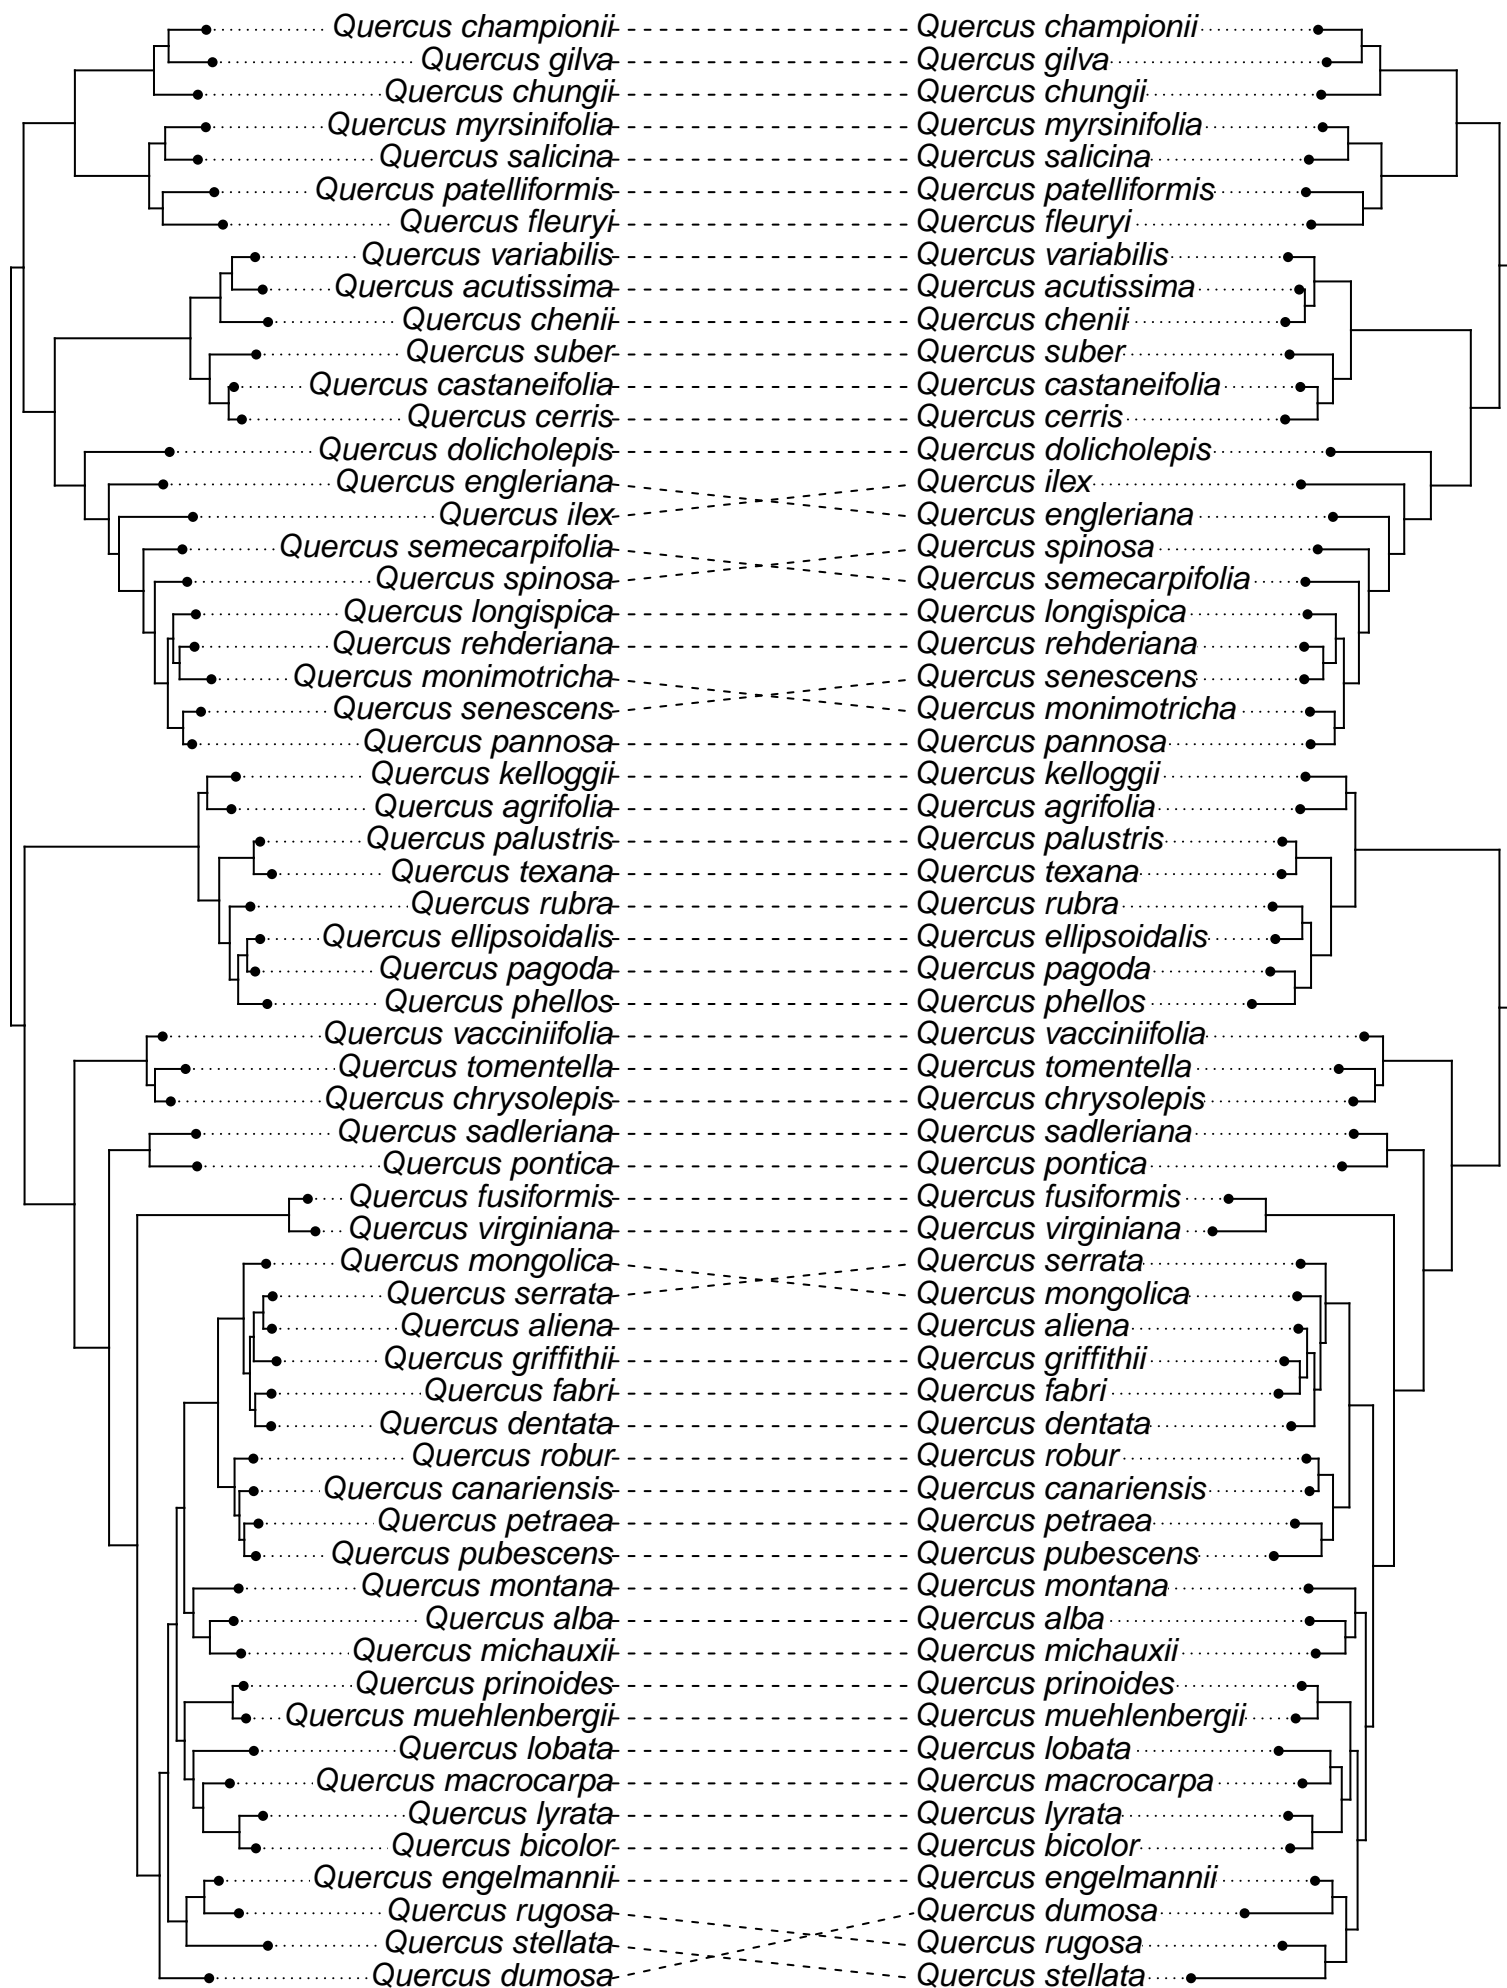 Quercus championii Quercus championii
Quercus gilva Quercus gilva
Quercus chungii Quercus chungii
Quercus myrsinifolia Quercus myrsinifolia
Quercus salicina Quercus salicina
Quercus patelliformis Quercus patelliformis
Quercus fleuryi Quercus fleuryi
Quercus variabilis Quercus variabilis
Quercus acutissima Quercus acutissima
Quercus chenii Quercus chenii
Quercus suber Quercus suber
Quercus castaneifolia Quercus castaneifolia
Quercus cerris Quercus cerris
Quercus dolicholepis Quercus dolicholepis
Quercus engleriana Quercus ilex
Quercus ilex Quercus engleriana
Quercus semecarpifolia Quercus spinosa
Quercus spinosa Quercus semecarpifolia
Quercus longispica Quercus longispica
Quercus rehderiana Quercus rehderiana
Quercus monimotricha Quercus senescens
Quercus senescens Quercus monimotricha
Quercus pannosa Quercus pannosa
Quercus kelloggii Quercus kelloggii
Quercus agrifolia Quercus agrifolia
Quercus palustris Quercus palustris
Quercus texana Quercus texana
Quercus rubra Quercus rubra
Quercus ellipsoidalis Quercus ellipsoidalis
Quercus pagoda Quercus pagoda
Quercus phellos Quercus phellos
Quercus vacciniifolia Quercus vacciniifolia
Quercus tomentella Quercus tomentella
Quercus chrysolepis Quercus chrysolepis
Quercus sadleriana Quercus sadleriana
Quercus pontica Quercus pontica
Quercus fusiformis Quercus fusiformis
Quercus virginiana Quercus virginiana
Quercus mongolica Quercus serrata
Quercus serrata Quercus mongolica
Quercus aliena Quercus aliena
Quercus griffithii Quercus griffithii
Quercus fabri Quercus fabri
Quercus dentata Quercus dentata
Quercus robur Quercus robur
Quercus canariensis Quercus canariensis
Quercus petraea Quercus petraea
Quercus pubescens Quercus pubescens
Quercus montana Quercus montana
Quercus alba Quercus alba
Quercus michauxii Quercus michauxii
Quercus prinoides Quercus prinoides
Quercus muehlenbergii Quercus muehlenbergii
Quercus lobata Quercus lobata
Quercus macrocarpa Quercus macrocarpa
Quercus lyrata Quercus lyrata
Quercus bicolor Quercus bicolor
Quercus engelmannii Quercus engelmannii
Quercus rugosa Quercus dumosa
Quercus stellata Quercus rugosa
Quercus dumosa Quercus stellata